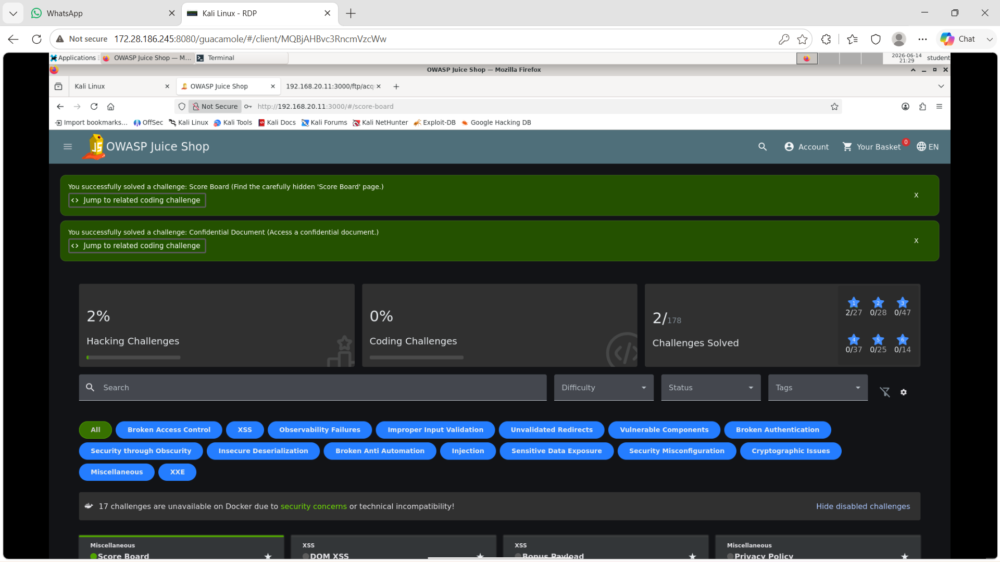 WhatsApp
Kali Linux - RDP
Not secure 172.28.186.245:8080/guacamole/#/client/MQBjAHBvc3RncmVzcWw
Chat
Applications
OWASP Juice Shop — M...
Terminal
2026-06-14
21:29
student
OWASP Juice Shop — Mozilla Firefox
Kali Linux
OWASP Juice Shop
192.168.20.11:3000/ftp/acq
Not Secure http://192.168.20.11:3000/#/score-board
Import bookmarks... OffSec Kali Linux Kali Tools Kali Docs Kali Forums Kali NetHunter Exploit-DB Google Hacking DB
OWASP Juice Shop
Account
Your Basket 0
EN
You successfully solved a challenge: Score Board (Find the carefully hidden 'Score Board' page.)
<> Jump to related coding challenge
X
You successfully solved a challenge: Confidential Document (Access a confidential document.)
<> Jump to related coding challenge
X
2%
Hacking Challenges
0%
Coding Challenges
2/178
Challenges Solved
1 2 3
2/27 0/28 0/47
4 5 6
0/37 0/25 0/14
Search
Difficulty
Status
Tags
All Broken Access Control XSS Observability Failures Improper Input Validation Unvalidated Redirects Vulnerable Components Broken Authentication
Security through Obscurity Insecure Deserialization Broken Anti Automation Injection Sensitive Data Exposure Security Misconfiguration Cryptographic Issues
Miscellaneous XXE
17 challenges are unavailable on Docker due to security concerns or technical incompatibility!
Hide disabled challenges
Miscellaneous
Score Board
XSS
DOM XSS
XSS
Bonus Payload
Miscellaneous
Privacy Policy